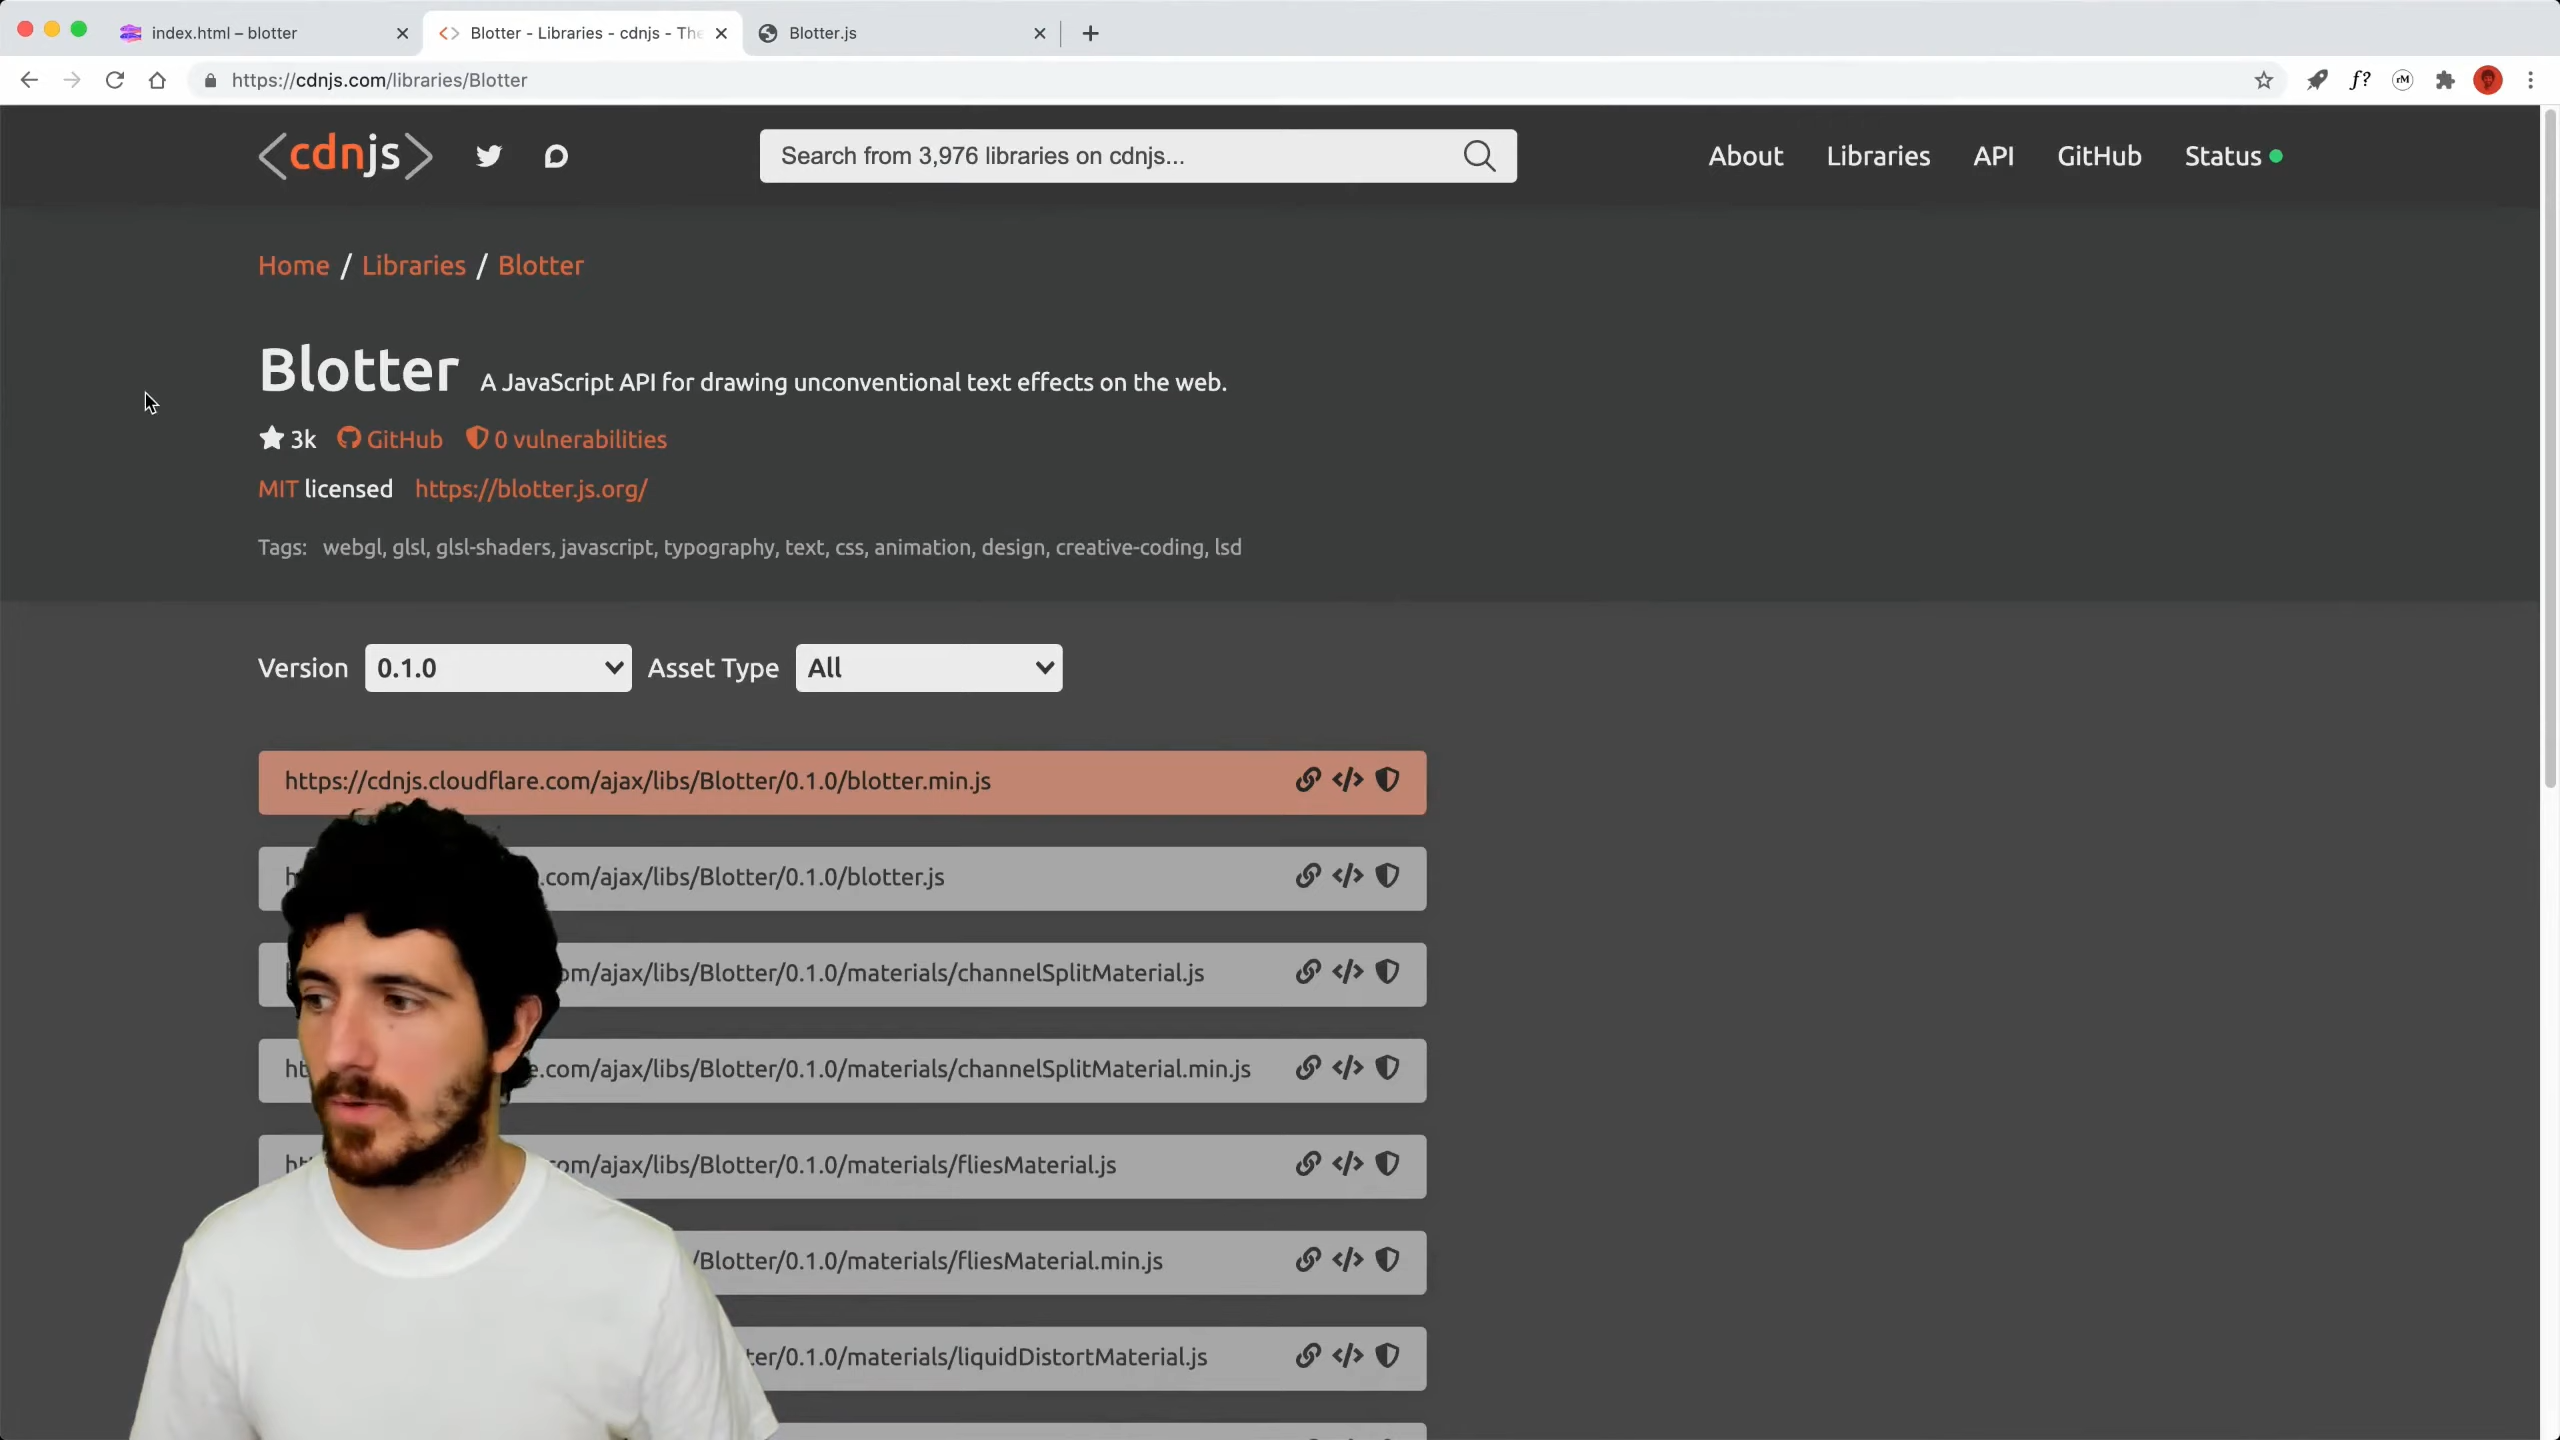 index.html – blotter
Blotter - Libraries - cdnjs - The
Blotter.js
https://cdnjs.com/libraries/Blotter
f?
rM
<cdnjs>
Search from 3,976 libraries on cdnjs...
About
Libraries
API
GitHub
Status
Home / Libraries / Blotter
Blotter A JavaScript API for drawing unconventional text effects on the web.
3k GitHub 0 vulnerabilities
MIT licensed https://blotter.js.org/
Tags: webgl, glsl, glsl-shaders, javascript, typography, text, css, animation, design, creative-coding, lsd
Version 0.1.0 Asset Type All
https://cdnjs.cloudflare.com/ajax/libs/Blotter/0.1.0/blotter.min.js
.com/ajax/libs/Blotter/0.1.0/blotter.js
om/ajax/libs/Blotter/0.1.0/materials/channelSplitMaterial.js
e.com/ajax/libs/Blotter/0.1.0/materials/channelSplitMaterial.min.js
om/ajax/libs/Blotter/0.1.0/materials/fliesMaterial.js
/Blotter/0.1.0/materials/fliesMaterial.min.js
ter/0.1.0/materials/liquidDistortMaterial.js